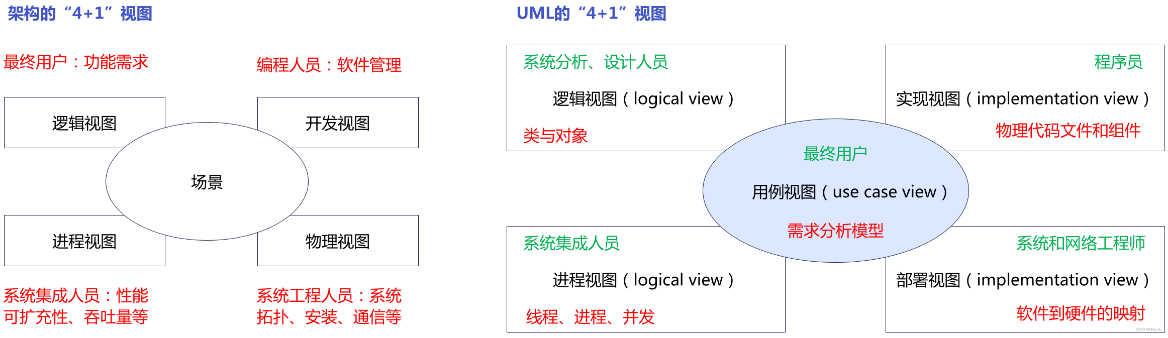 架构的“4+1”视图
最终用户：功能需求
编程人员：软件管理
逻辑视图
开发视图
场景
进程视图
物理视图
系统集成人员：性能
可扩充性、吞吐量等
系统工程人员：系统
拓扑、安装、通信等
UML的“4+1”视图
系统分析、设计人员
逻辑视图（logical view）
类与对象
程序员
实现视图（implementation view）
物理代码文件和组件
最终用户
用例视图（use case view）
需求分析模型
系统集成人员
进程视图（logical view）
线程、进程、并发
系统和网络工程师
部署视图（implementation view）
软件到硬件的映射